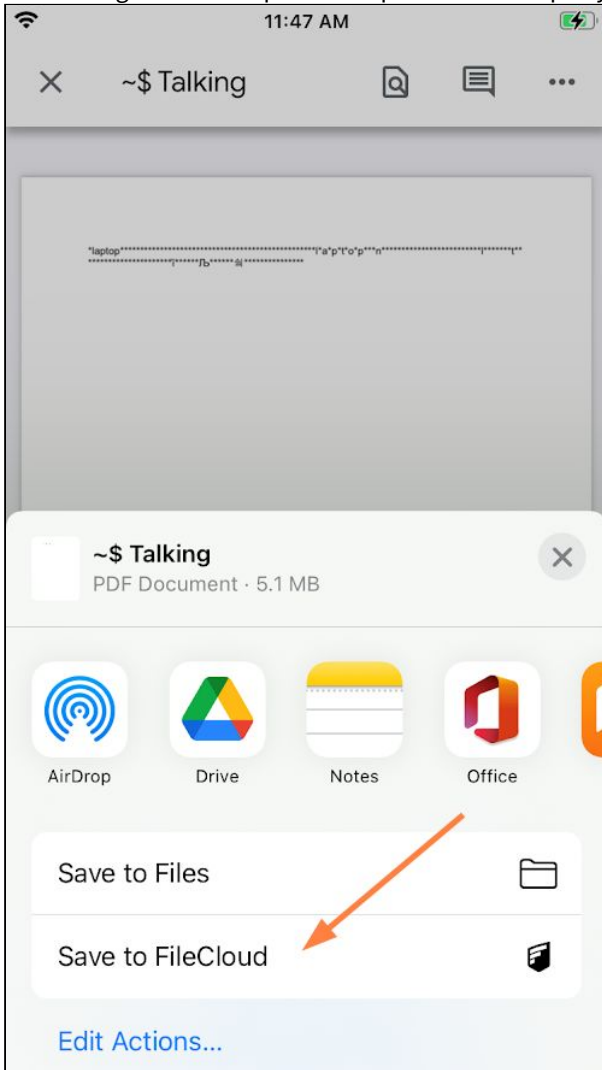 11:47 AM
~$ Talking
~$ Talking
PDF Document · 5.1 MB
AirDrop
Drive
Notes
Office
Save to Files
Save to FileCloud
Edit Actions...